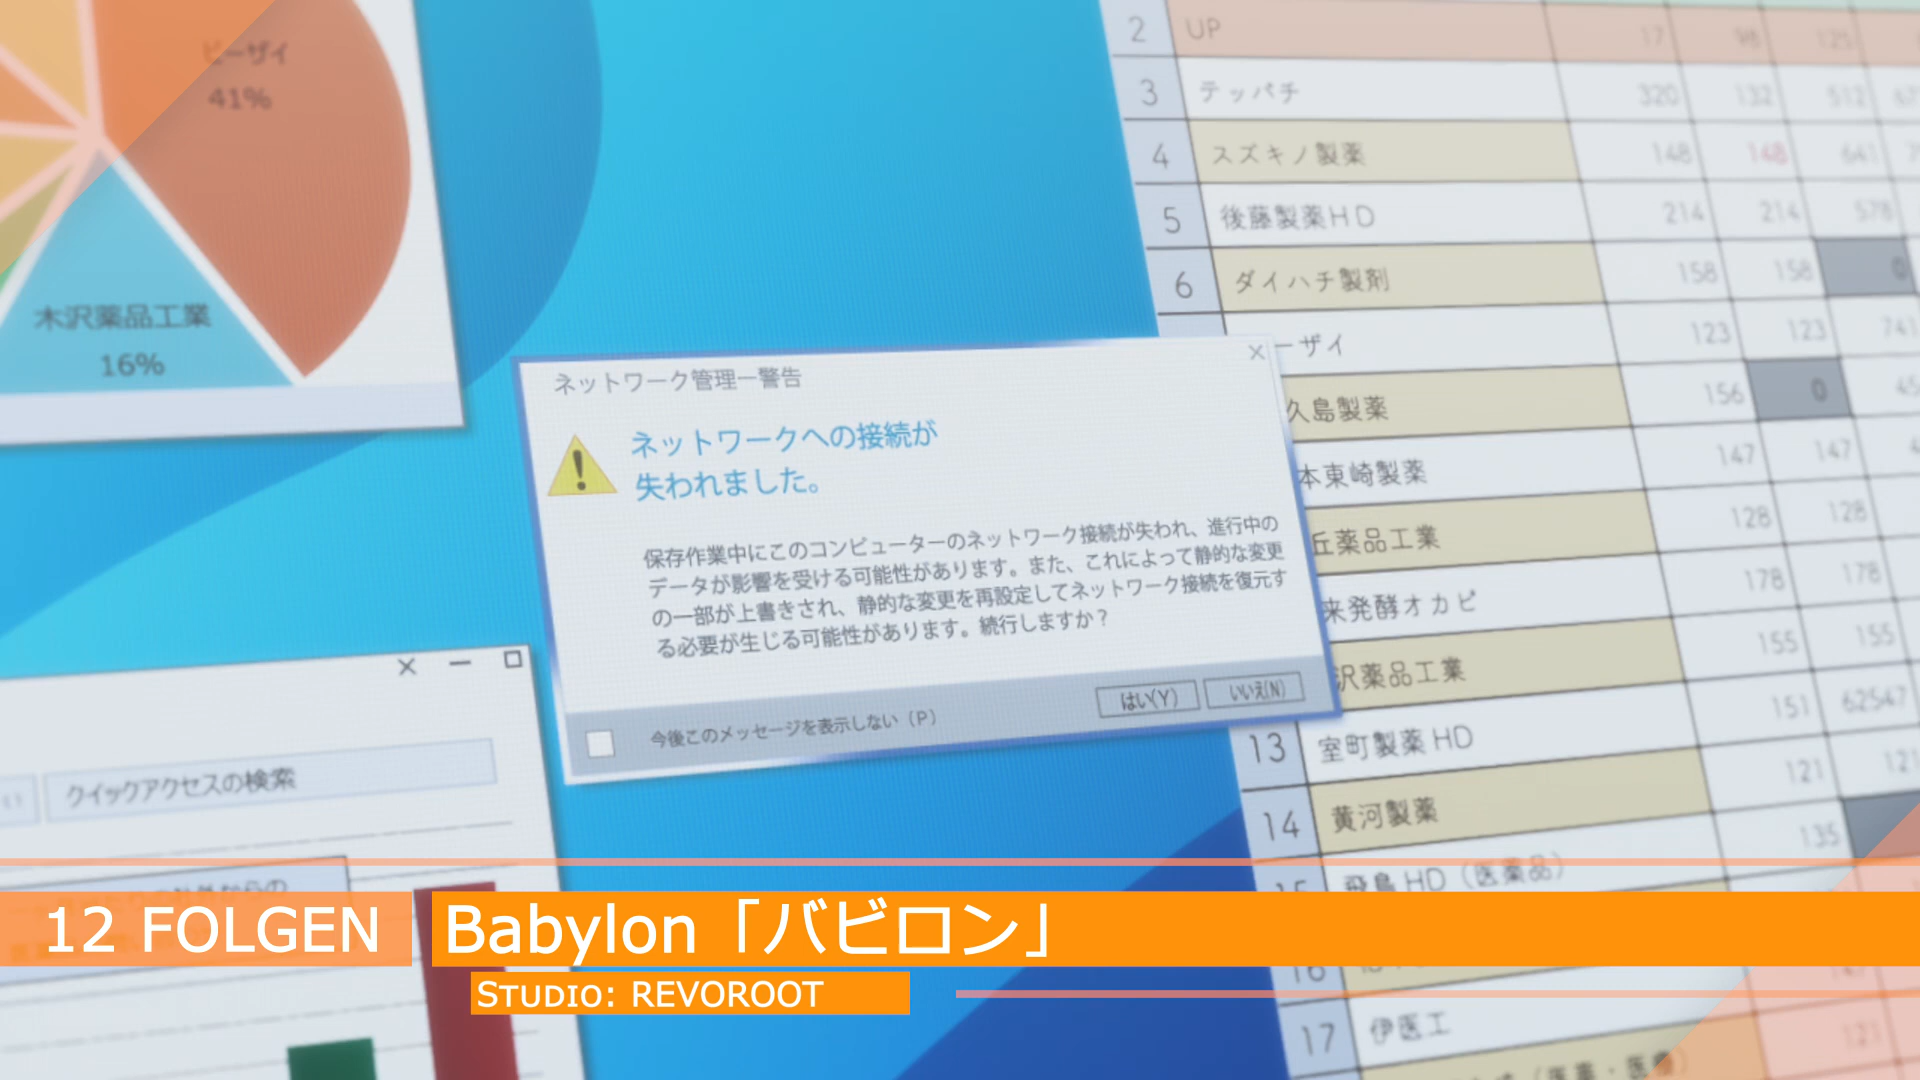 ビーザイ
41%
木沢薬品工業
16%
2 UP 17 98 125
3 テッパチ 320 132 512
4 スズキノ製薬 148 148 641
5 後藤製薬HD 214 214 578
6 ダイハチ製剤 158 158 0
ーザイ 123 123 741
久島製薬 156 0
本東崎製薬 147 147
丘薬品工業 128 128
来発酵オカピ 178 178
沢薬品工業 155 155
13 室町製薬 HD 151 62547
14 黄河製薬 121 121
15 飛鳥 HD（医薬品） 135
16
17 伊医工 121
ネットワーク管理ー警告
ネットワークへの接続が
失われました。
保存作業中にこのコンピューターのネットワーク接続が失われ、進行中の
データが影響を受ける可能性があります。また、これによって静的な変更
の一部が上書きされ、静的な変更を再設定してネットワーク接続を復元す
る必要が生じる可能性があります。続行しますか？
はい(Y) いいえ(N)
今後このメッセージを表示しない（P）
クイックアクセスの検索
12 FOLGEN
Babylon「バビロン」
STUDIO: REVOROOT